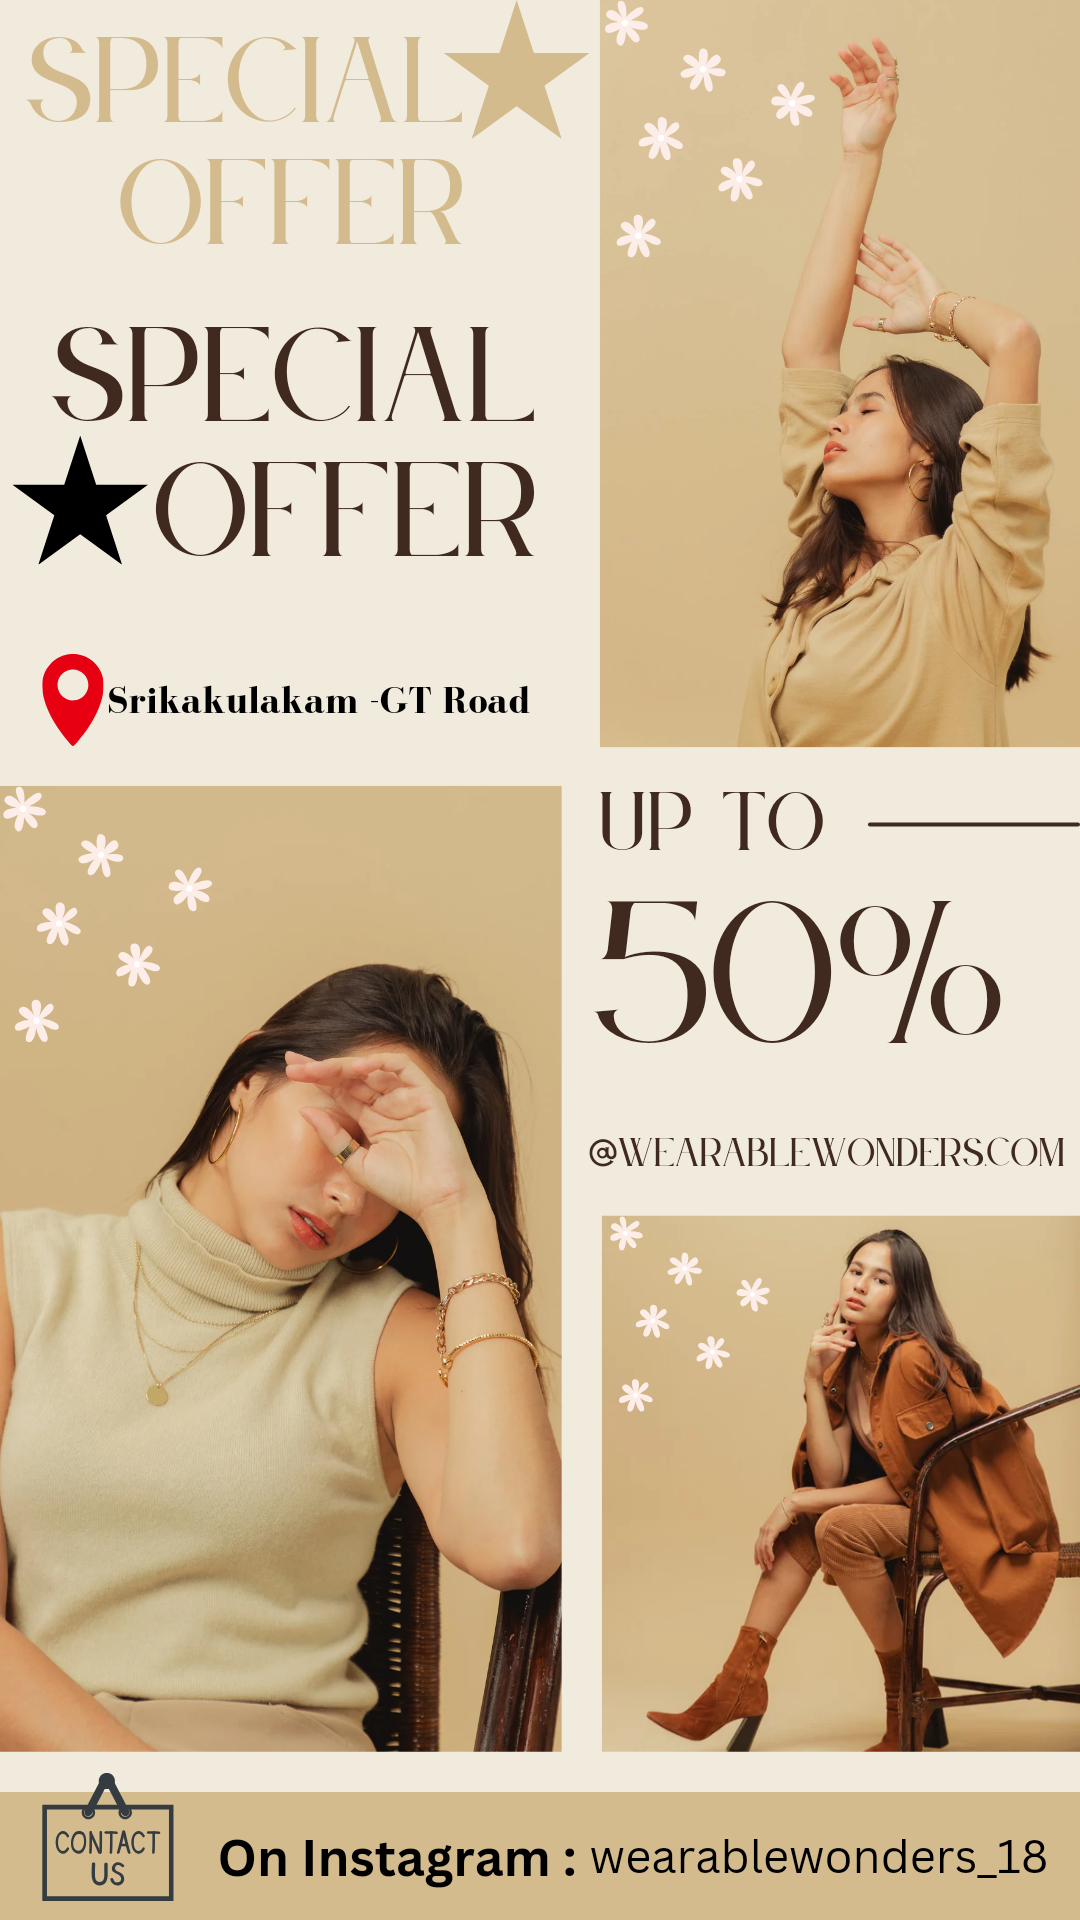 SPECIAL
OFFER
SPECIAL
OFFER
Srikakulakam -GT Road
UP TO
50%
@WEARABLEWONDERS.COM
CONTACT
US
On Instagram : wearablewonders_18